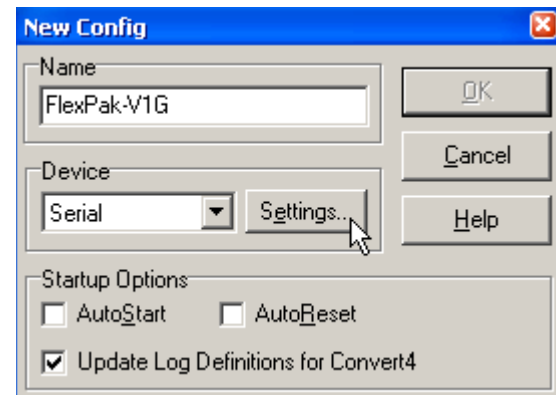 New Config
Name
FlexPak-V1G
OK
Cancel
Device
Serial
Settings...
Help
Startup Options
AutoStart
AutoReset
Update Log Definitions for Convert4